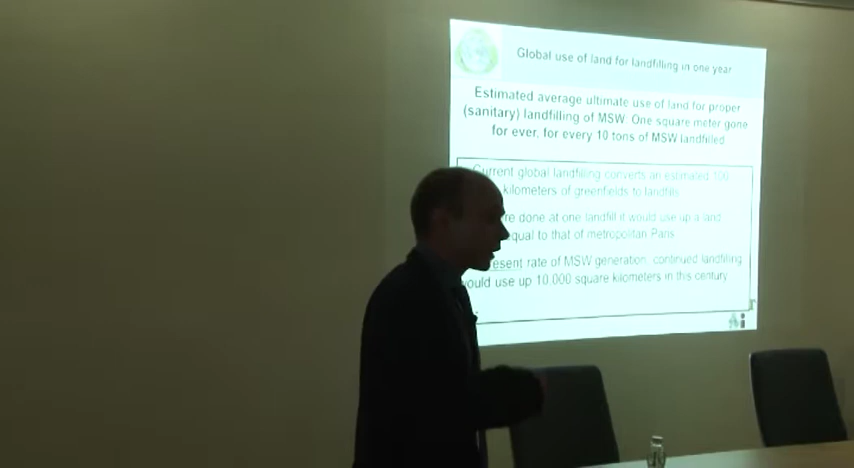 Global use of land for landfilling in one year
Estimated average ultimate use of land for proper
(sanitary) landfilling of MSW: One square meter gone
for ever, for every 10 tons of MSW landfilled
Current global landfilling converts an estimated
kilometers of greenfields to landfills
re done at one landfill it would use up a land
equal to that of metropolitan Paris
esent rate of MSW generation, continued landfilling
would use up 10,000 square kilometers in this century